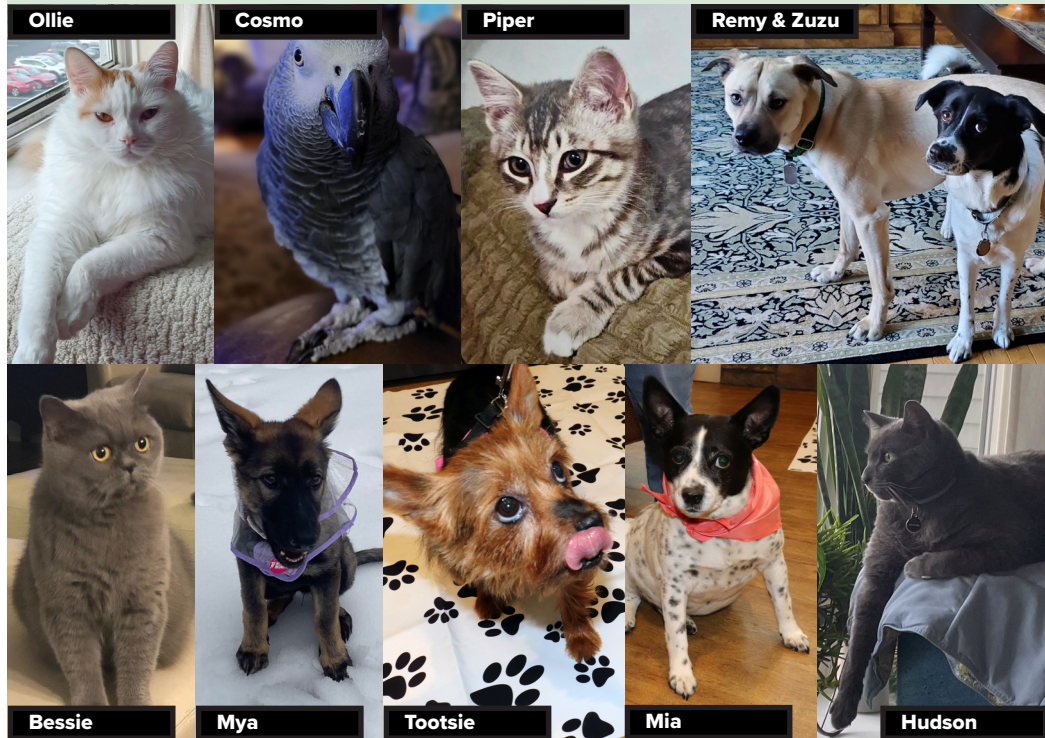 Ollie
Cosmo
Piper
Remy & Zuzu
Bessie
Mya
Tootsie
Mia
Hudson